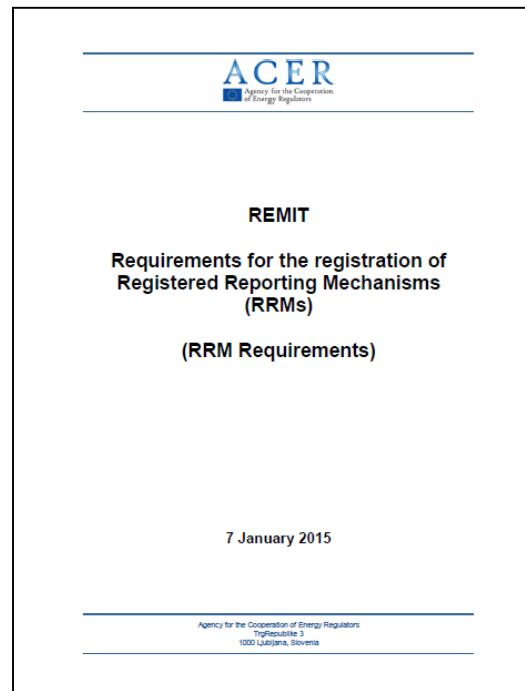 ACER
Agency for the Cooperation
of Energy Regulators
REMIT
Requirements for the registration of
Registered Reporting Mechanisms
(RRMs)
(RRM Requirements)
7 January 2015
Agency for the Cooperation of Energy Regulators
TrgRepublike 3
1000 Ljubljana, Slovenia